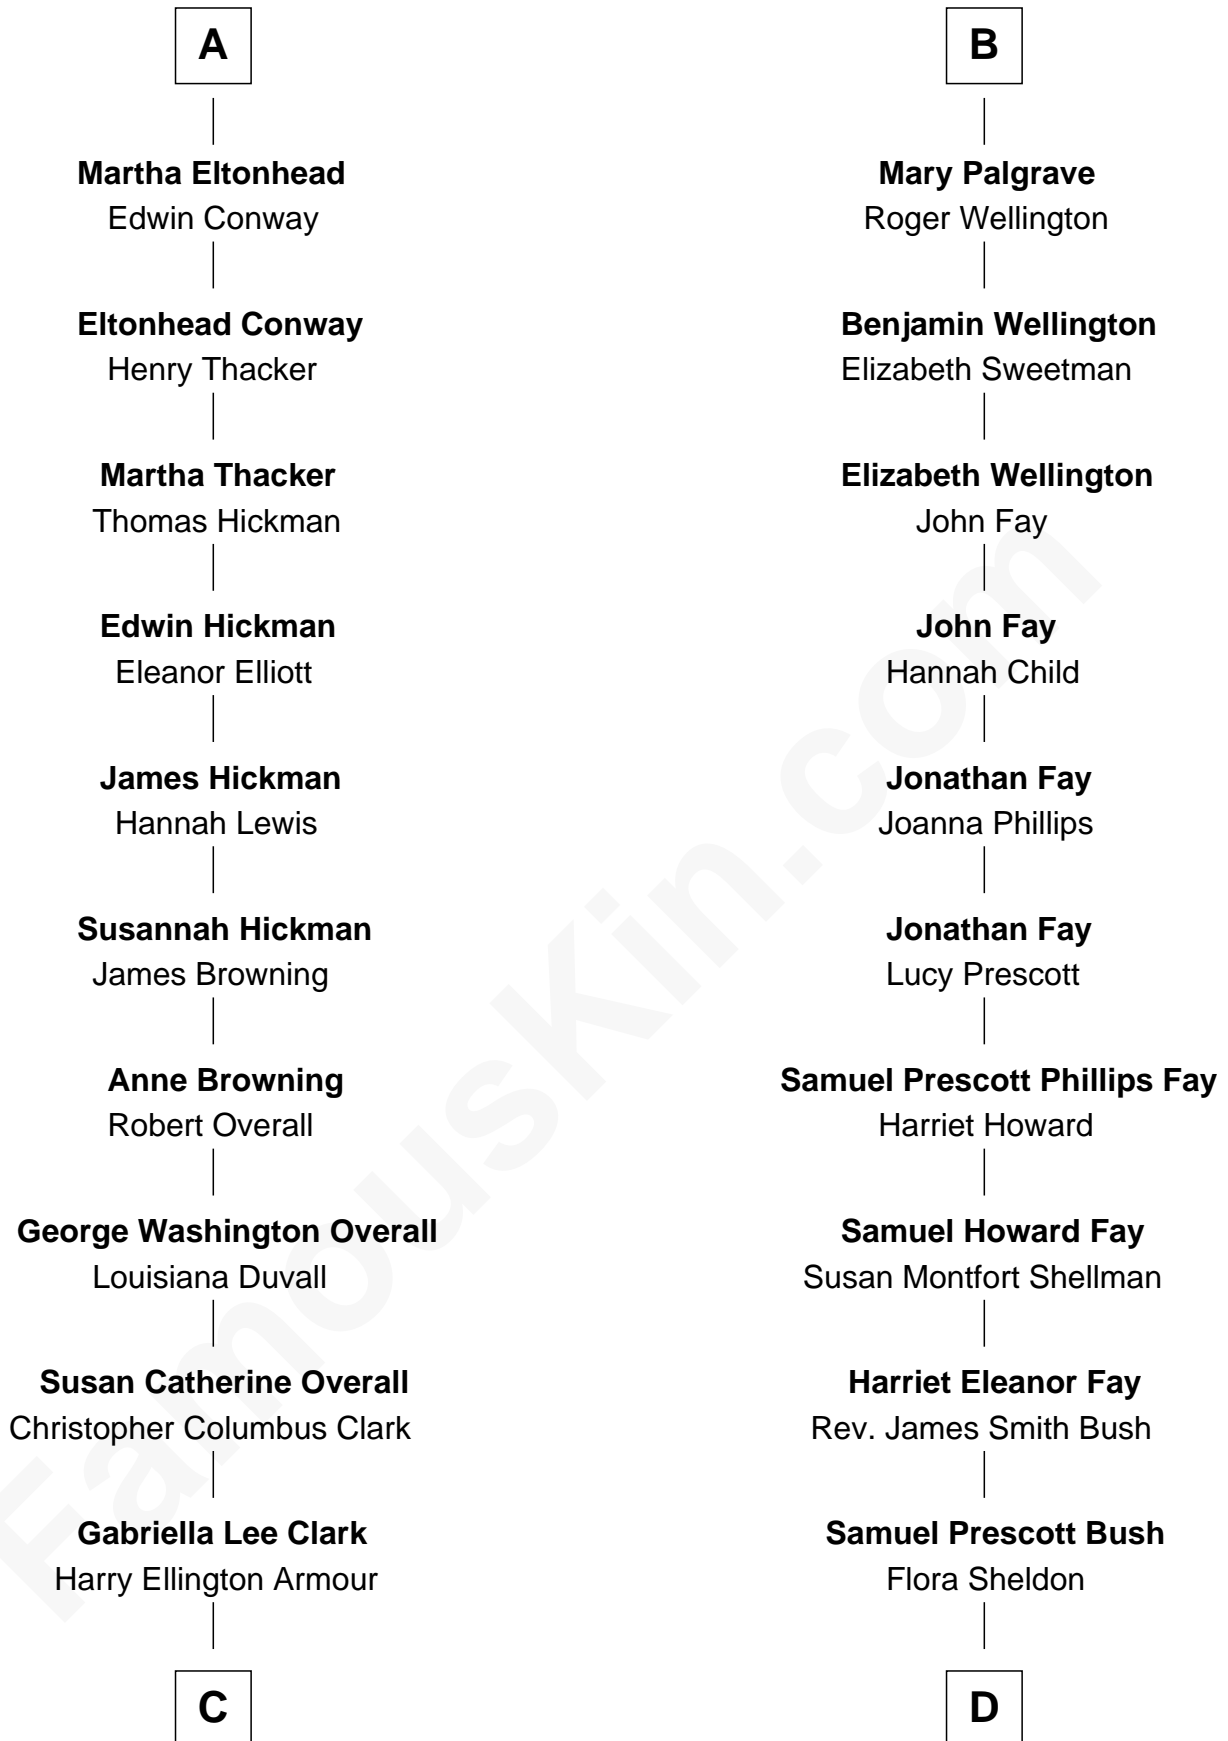 A
Martha Eltonhead
Edwin Conway
Eltonhead Conway
Henry Thacker
Martha Thacker
Thomas Hickman
Edwin Hickman
Eleanor Elliott
James Hickman
Hannah Lewis
Susannah Hickman
James Browning
Anne Browning
Robert Overall
George Washington Overall
Louisiana Duvall
Susan Catherine Overall
Christopher Columbus Clark
Gabriella Lee Clark
Harry Ellington Armour
C
B
Mary Palgrave
Roger Wellington
Benjamin Wellington
Elizabeth Sweetman
Elizabeth Wellington
John Fay
John Fay
Hannah Child
Jonathan Fay
Joanna Phillips
Jonathan Fay
Lucy Prescott
Samuel Prescott Phillips Fay
Harriet Howard
Samuel Howard Fay
Susan Montfort Shellman
Harriet Eleanor Fay
Rev. James Smith Bush
Samuel Prescott Bush
Flora Sheldon
D
FamousKin.com